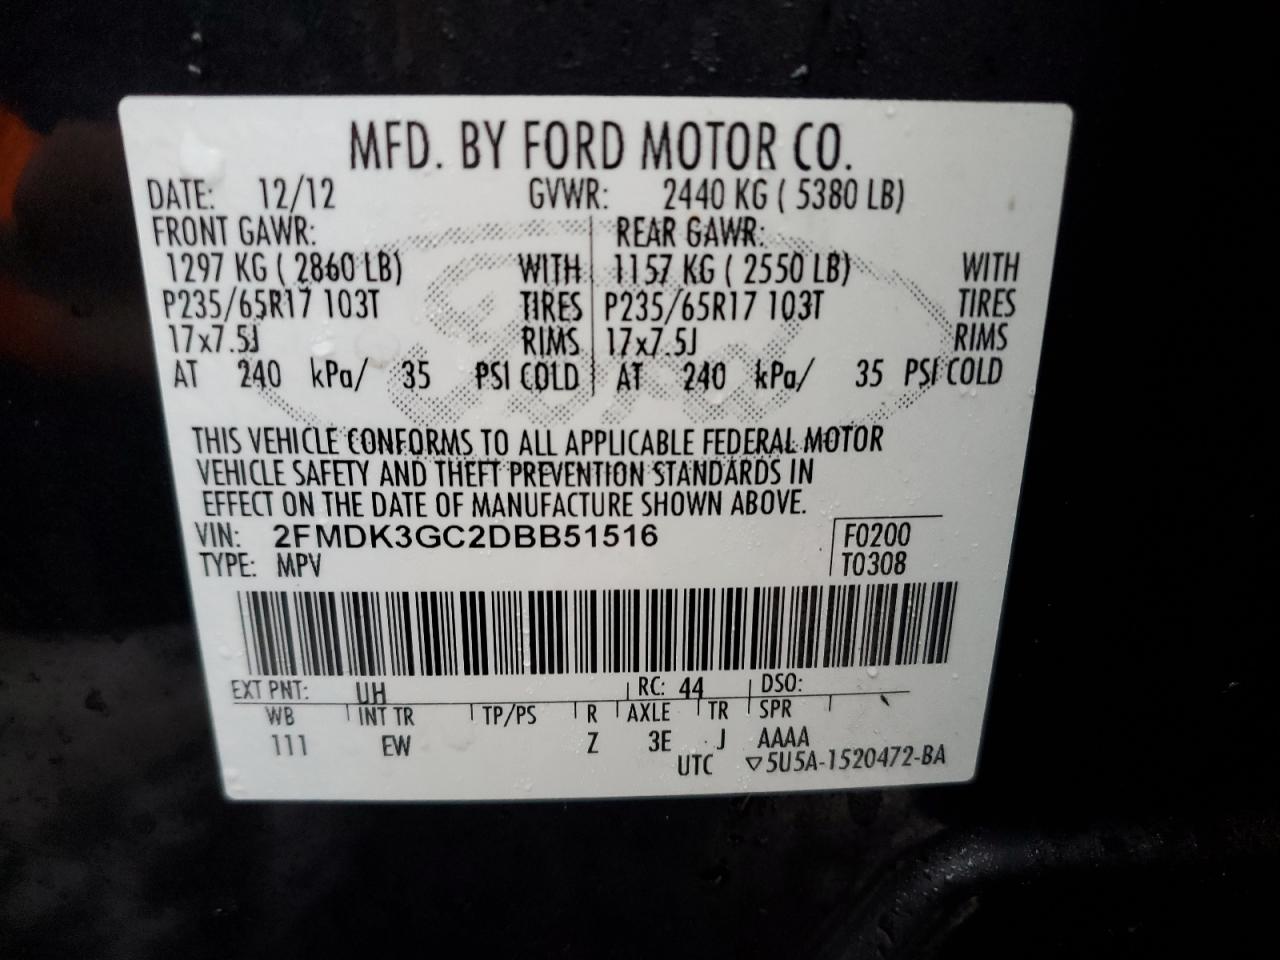 MFD. BY FORD MOTOR CO.
DATE: 12/12 GVWR: 2440 KG ( 5380 LB)
FRONT GAWR: REAR GAWR:
1297 KG ( 2860 LB) WITH 1157 KG ( 2550 LB) WITH
P235/65R17 103T TIRES P235/65R17 103T TIRES
17x7.5J RIMS 17x7.5J RIMS
AT 240 kPa/ 35 PSI COLD AT 240 kPa/ 35 PSI COLD
THIS VEHICLE CONFORMS TO ALL APPLICABLE FEDERAL MOTOR
VEHICLE SAFETY AND THEFT PREVENTION STANDARDS IN
EFFECT ON THE DATE OF MANUFACTURE SHOWN ABOVE.
VIN: 2FMDK3GC2DBB51516 F0200
TYPE: MPV T0308
EXT PNT: UH RC: 44 DSO:
WB INT TR TP/PS R AXLE TR SPR
111 EW Z 3E J AAAA
UTC ▽5U5A-1520472-BA